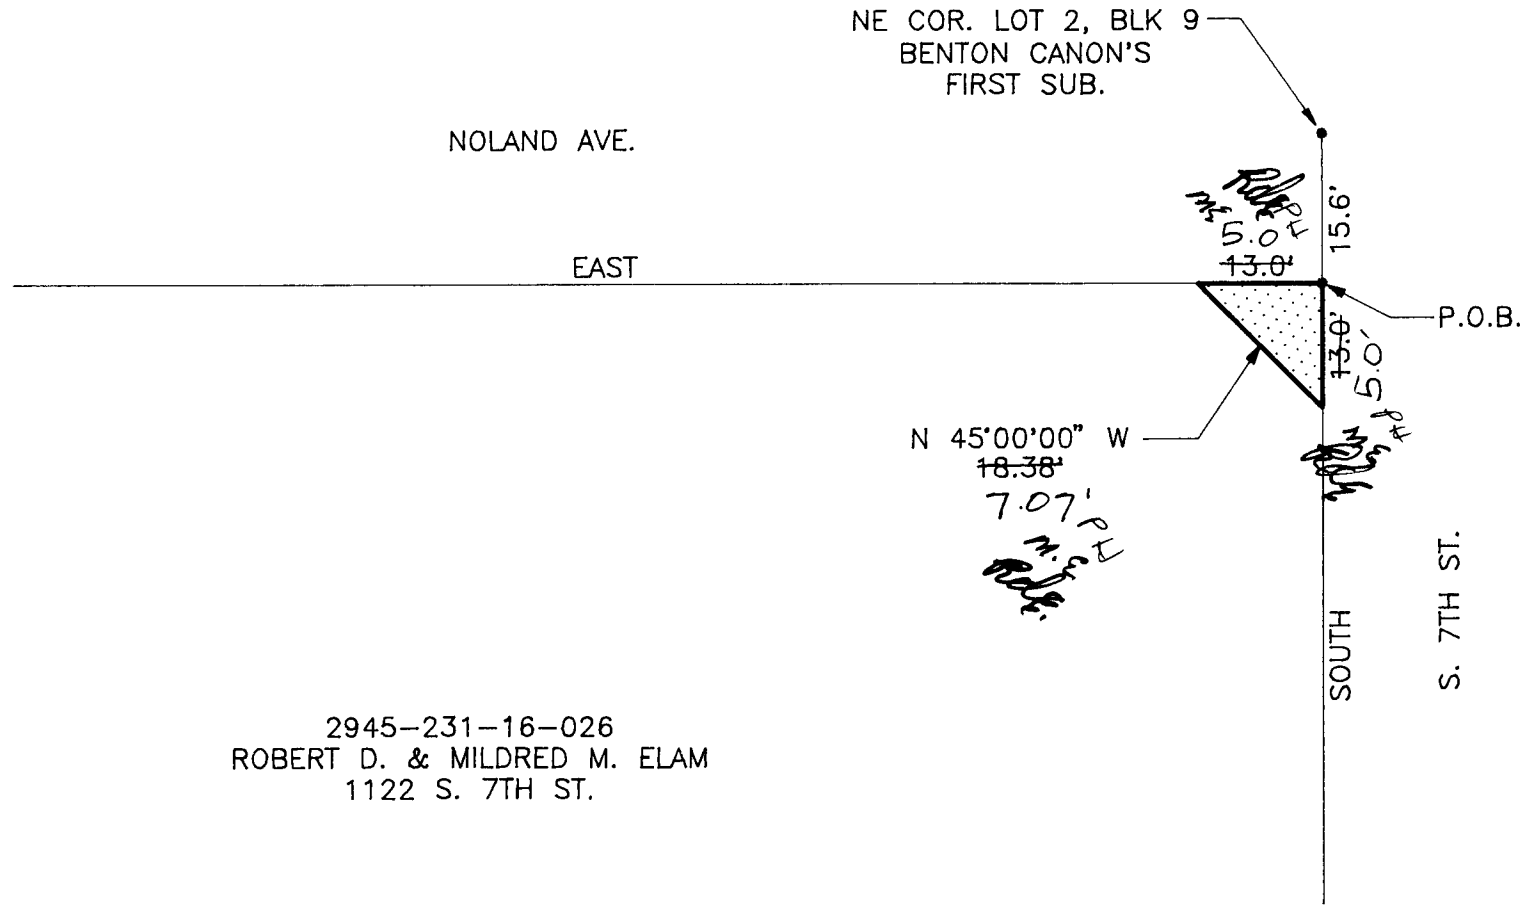 NE COR. LOT 2, BLK 9
BENTON CANON'S
FIRST SUB.
NOLAND AVE.
15.6'
5.0
13.0'
EAST
P.O.B.
13.0'
5.0'
N 45°00'00" W
18.38'
7.07'
SOUTH
S. 7TH ST.
2945-231-16-026
ROBERT D. & MILDRED M. ELAM
1122 S. 7TH ST.